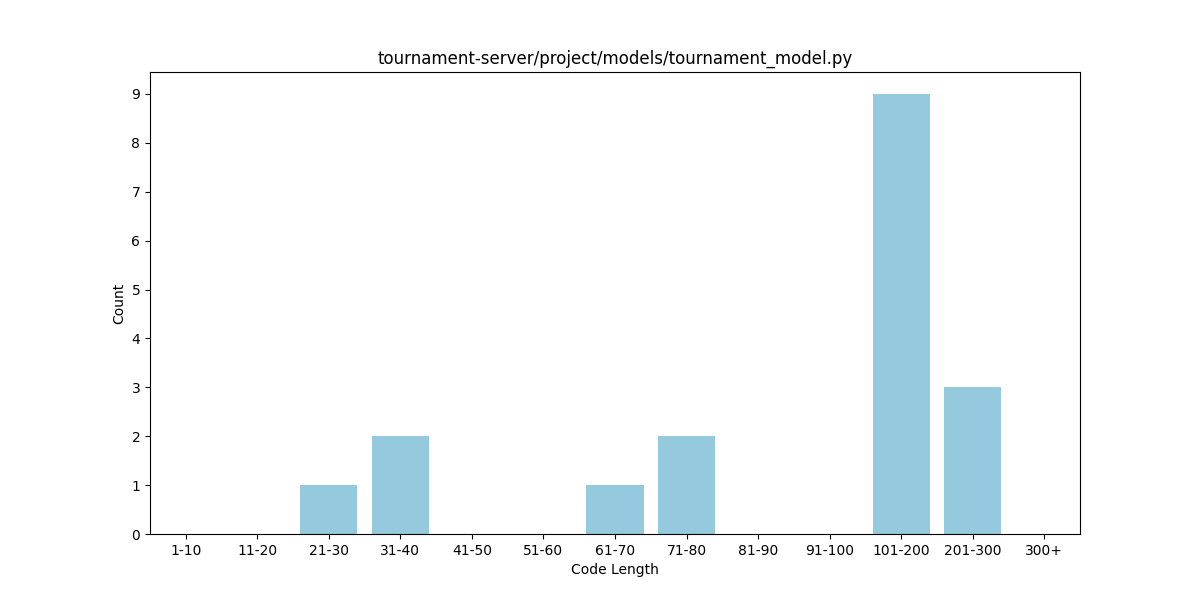 tournament-server/project/models/tournament_model.py
Count
9
8
7
6
5
4
3
2
1
0
1-10 11-20 21-30 31-40 41-50 51-60 61-70 71-80 81-90 91-100 101-200 201-300 300+
Code Length